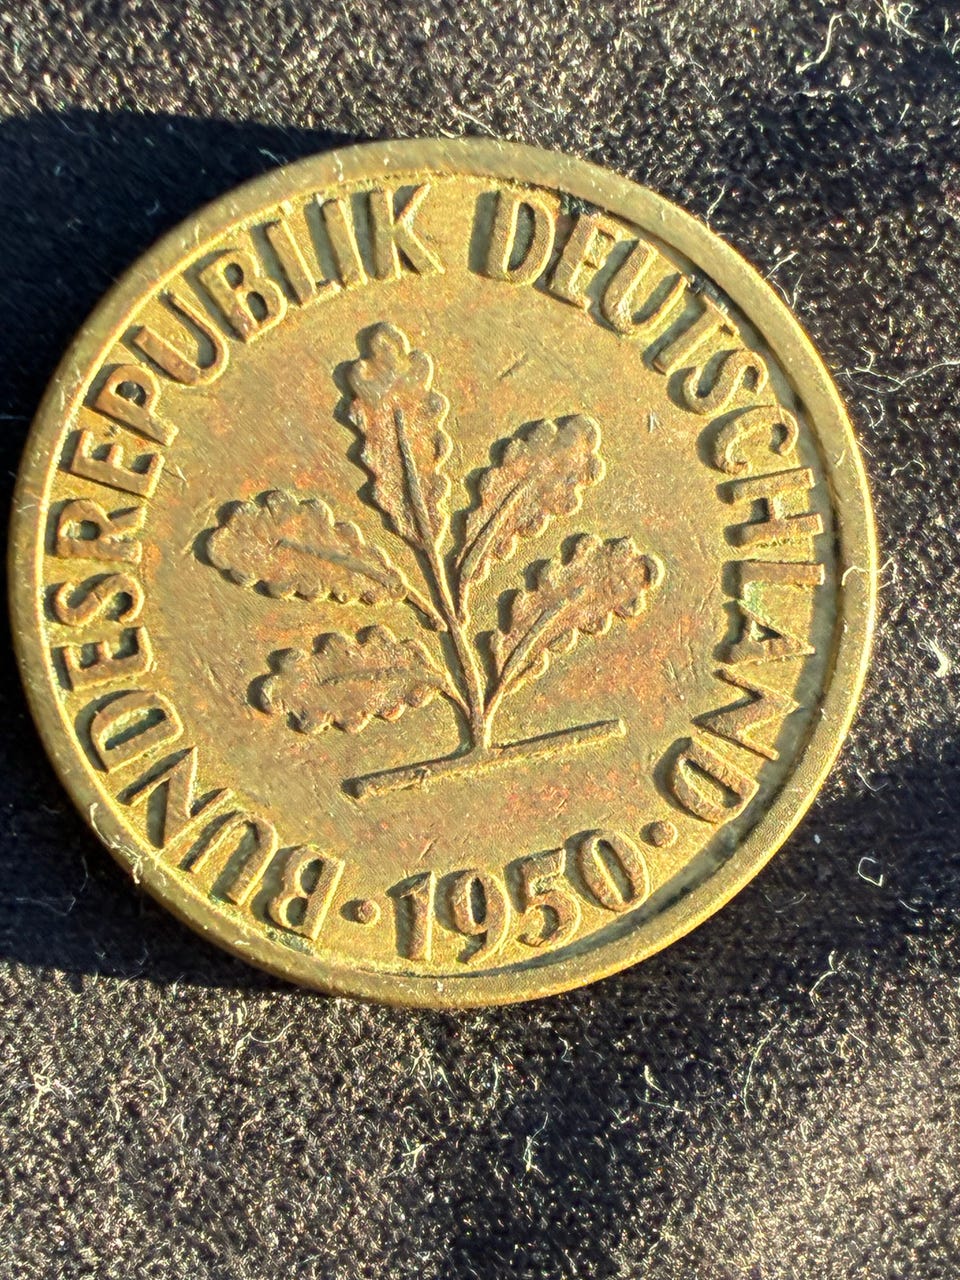 BUNDESREPUBLIK DEUTSCHLAND
· 1950 ·